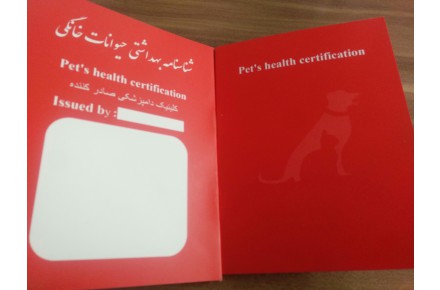 شناسنامه بهداشتی حیوانات خانگی
Pet's health certification
کلینیک دامپزشکی صادر کننده
Issued by :
Pet's health certification